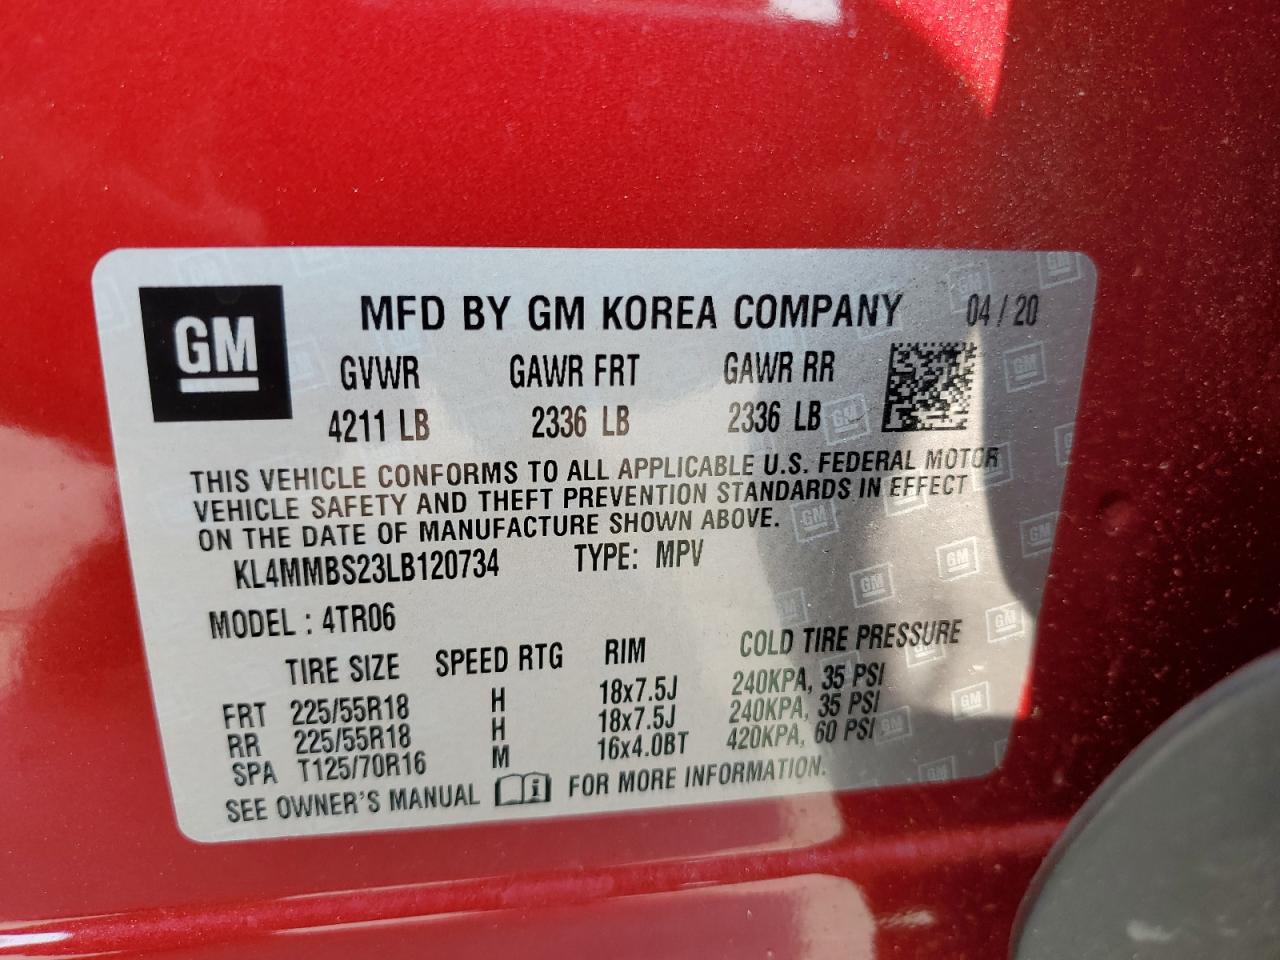 GM
MFD BY GM KOREA COMPANY 04 / 20
GVWR GAWR FRT GAWR RR
4211 LB 2336 LB 2336 LB
THIS VEHICLE CONFORMS TO ALL APPLICABLE U.S. FEDERAL MOTOR
VEHICLE SAFETY AND THEFT PREVENTION STANDARDS IN EFFECT
ON THE DATE OF MANUFACTURE SHOWN ABOVE.
KL4MMBS23LB120734 TYPE: MPV
MODEL : 4TR06
TIRE SIZE SPEED RTG RIM COLD TIRE PRESSURE
FRT 225/55R18 H 18x7.5J 240KPA, 35 PSI
RR 225/55R18 H 18x7.5J 240KPA, 35 PSI
SPA T125/70R16 M 16x4.0BT 420KPA, 60 PSI
SEE OWNER'S MANUAL FOR MORE INFORMATION.